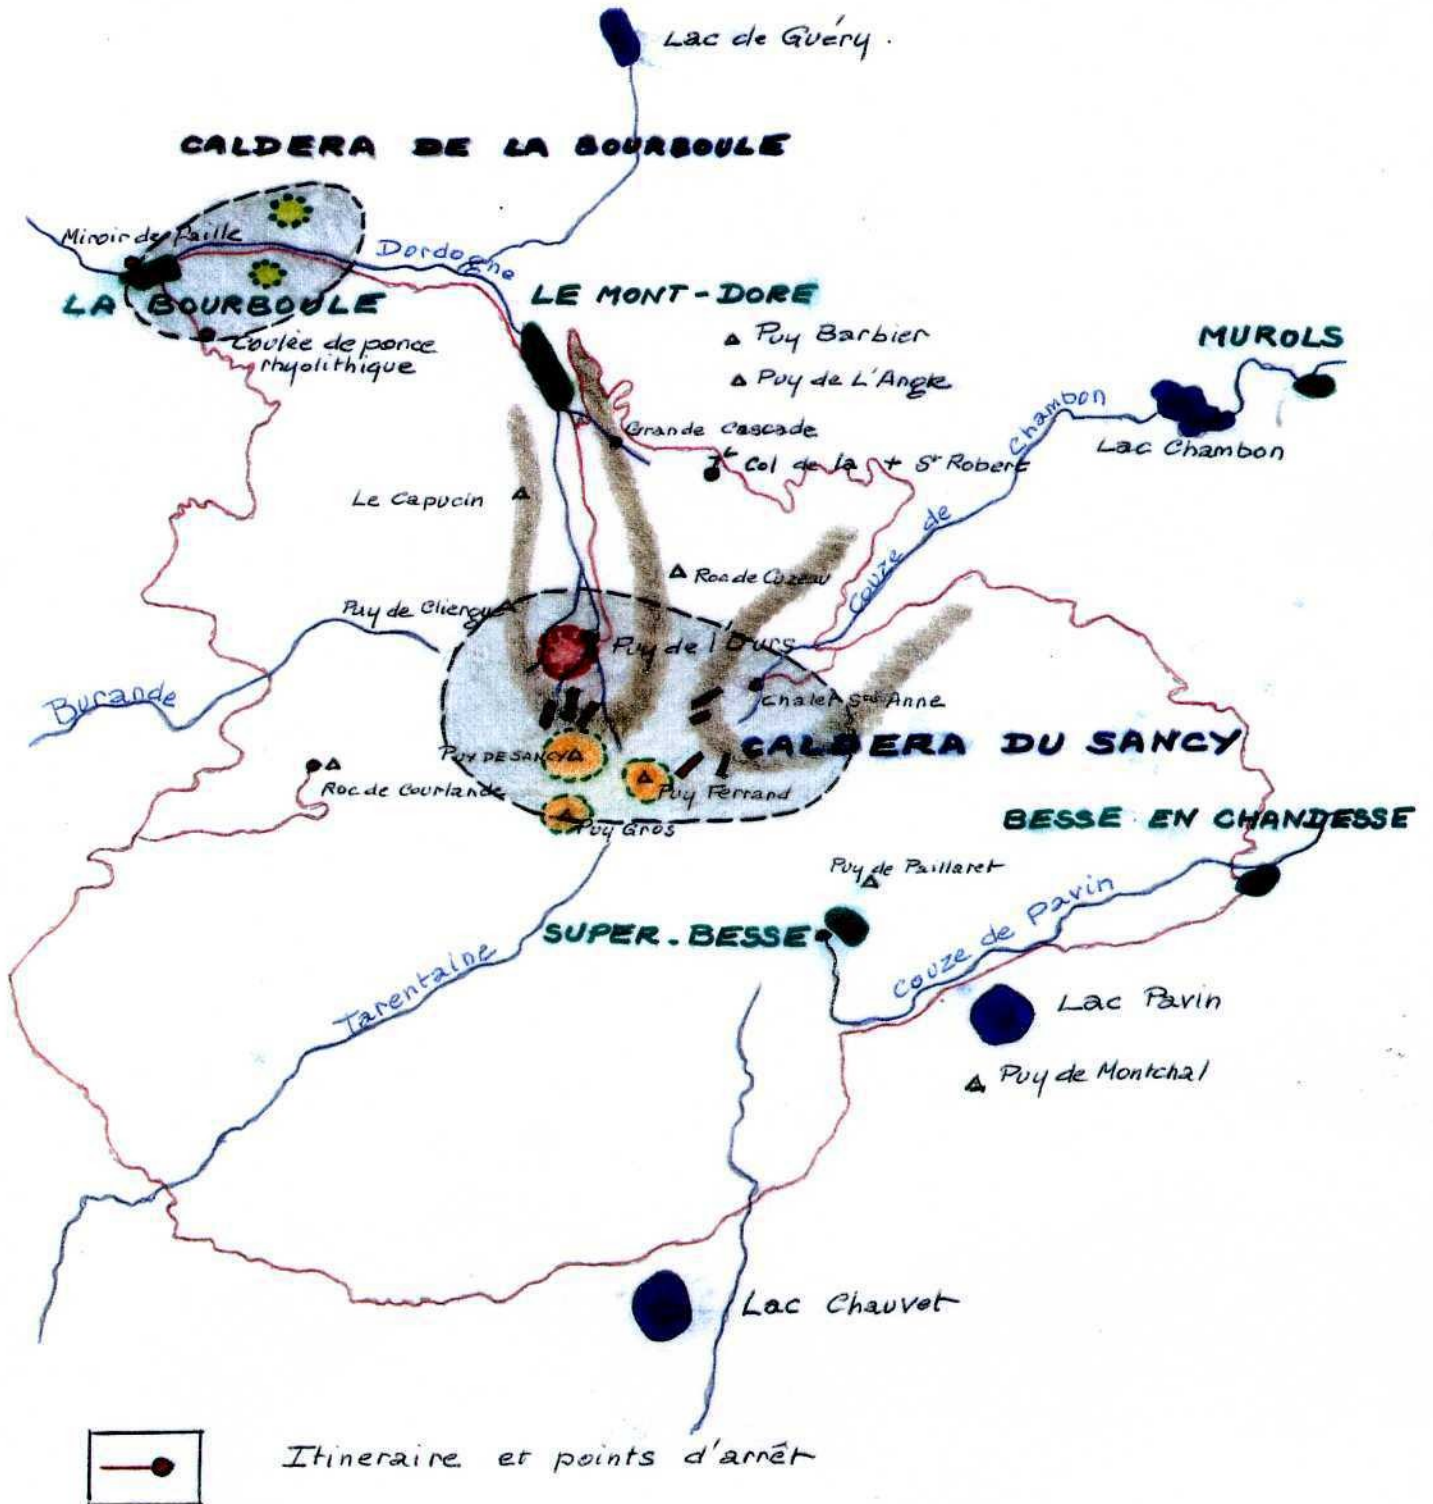 Lac de Guéry.
CALDERA DE LA BOURBOULE
Miroir de Faille
Dordogne
LA BOURBOULE
LE MONT-DORE
Coulée de ponce
rhyolithique
Puy Barbier
Puy de L'Angle
MUROLS
Chambon
Lac Chambon
Grande Cascade
Col de la + St Robert
Le Capucin
Couze de
Roc de Cuzeau
Puy de Cliergue
Puy de l'Ours
Burande
Chalet Ste Anne
PUY DE SANCY
CALDERA DU SANCY
Roc de Courlande
Puy Ferrand
Puy Gros
BESSE EN CHANDESSE
Puy de Paillaret
SUPER-BESSE
Couze de Pavin
Tarentaine
Lac Pavin
Puy de Montchal
Lac Chauvet
Itineraire et points d'arrêt